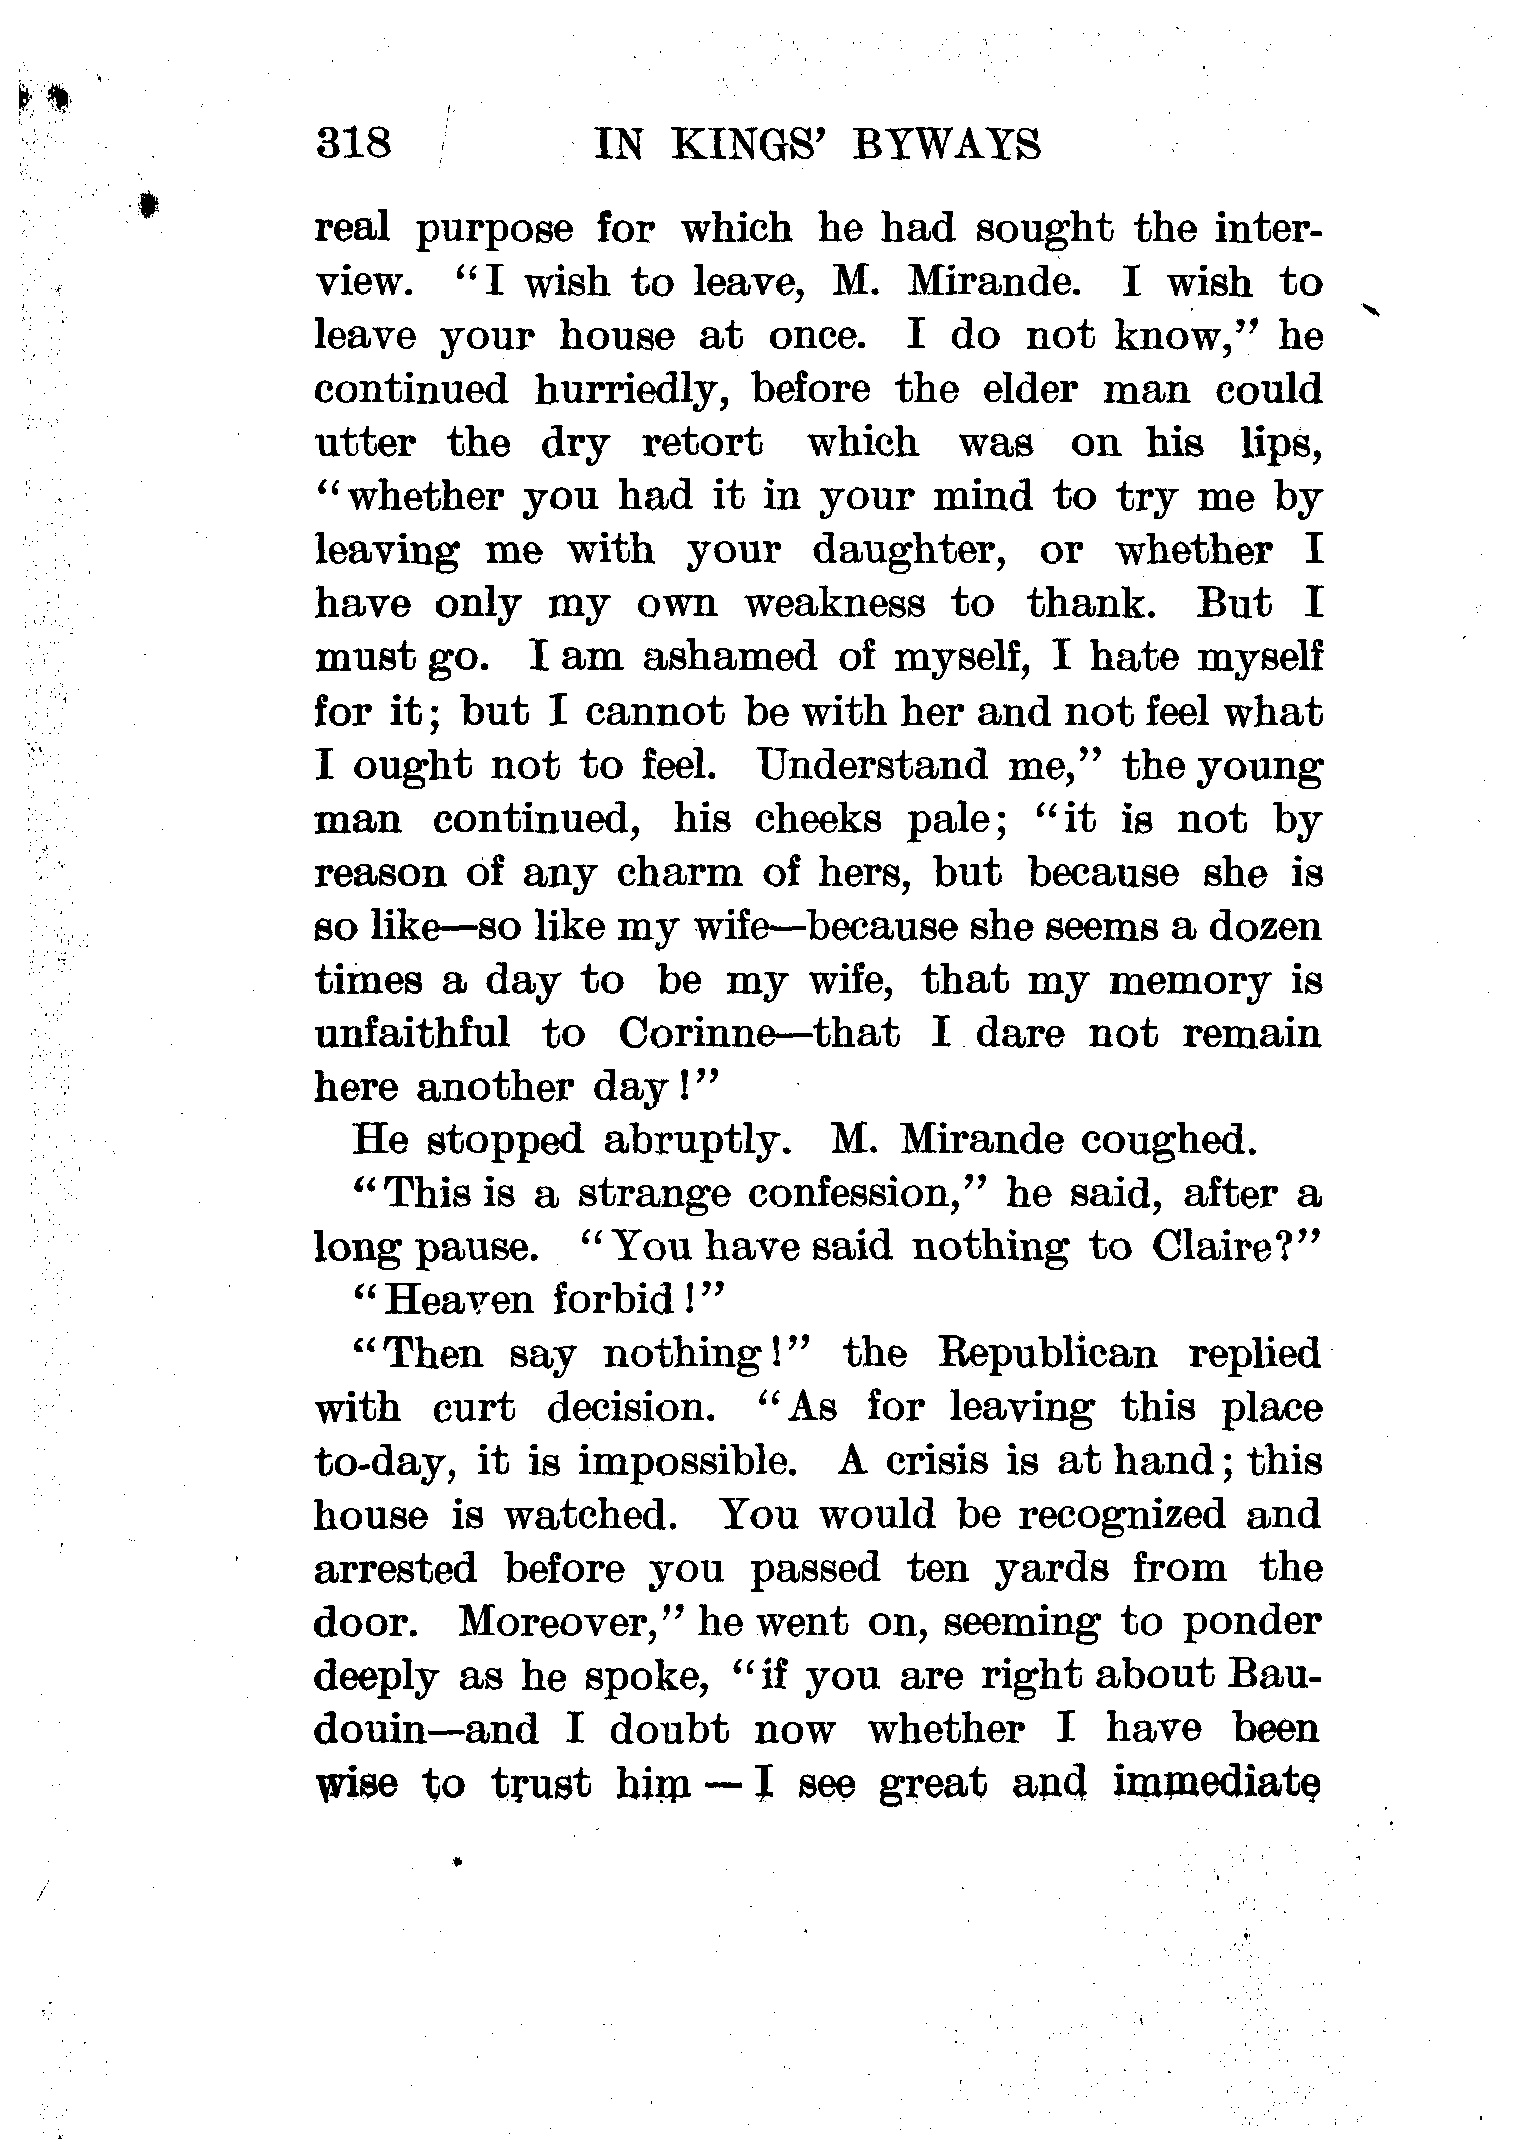 318 IN KINGS' BYWAYS
real purpose for which he had sought the inter-
view. "I wish to leave, M. Mirande. I wish to
leave your house at once. I do not know," he
continued hurriedly, before the elder man could
utter the dry retort which was on his lips,
"whether you had it in your mind to try me by
leaving me with your daughter, or whether I
have only my own weakness to thank. But I
must go. I am ashamed of myself, I hate myself
for it; but I cannot be with her and not feel what
I ought not to feel. Understand me," the young
man continued, his cheeks pale; "it is not by
reason of any charm of hers, but because she is
so like—so like my wife—because she seems a dozen
times a day to be my wife, that my memory is
unfaithful to Corinne—that I dare not remain
here another day!"
He stopped abruptly. M. Mirande coughed.
"This is a strange confession," he said, after a
long pause. "You have said nothing to Claire?"
"Heaven forbid!"
"Then say nothing!" the Republican replied
with curt decision. "As for leaving this place
to-day, it is impossible. A crisis is at hand; this
house is watched. You would be recognized and
arrested before you passed ten yards from the
door. Moreover," he went on, seeming to ponder
deeply as he spoke, "if you are right about Bau-
douin—and I doubt now whether I have been
wise to trust him — I see great and immediate